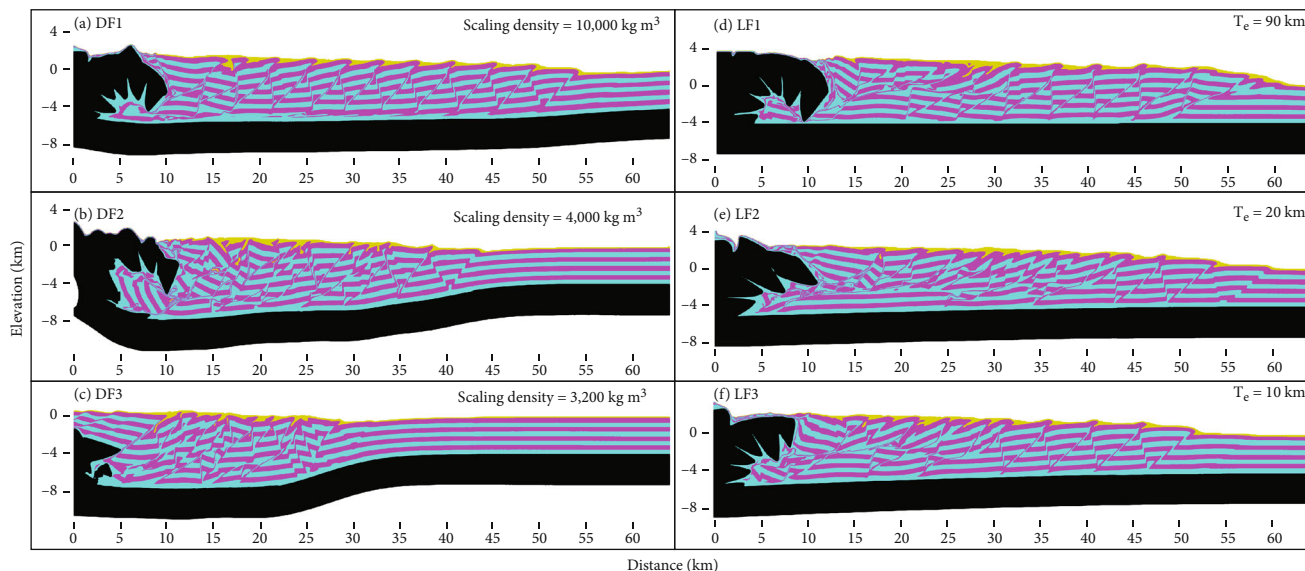 (a) DF1
Scaling density = 10,000 kg m³
4
0
−4
−8
0 5 10 15 20 25 30 35 40 45 50 55 60
(b) DF2
Scaling density = 4,000 kg m³
4
0
−4
−8
0 5 10 15 20 25 30 35 40 45 50 55 60
(c) DF3
Scaling density = 3,200 kg m³
0
−4
−8
0 5 10 15 20 25 30 35 40 45 50 55 60
(d) LF1
Tₑ = 90 km
4
0
−4
−8
0 5 10 15 20 25 30 35 40 45 50 55 60
(e) LF2
Tₑ = 20 km
4
0
−4
−8
0 5 10 15 20 25 30 35 40 45 50 55 60
(f) LF3
Tₑ = 10 km
4
0
−4
−8
0 5 10 15 20 25 30 35 40 45 50 55 60
Elevation (km)
Distance (km)